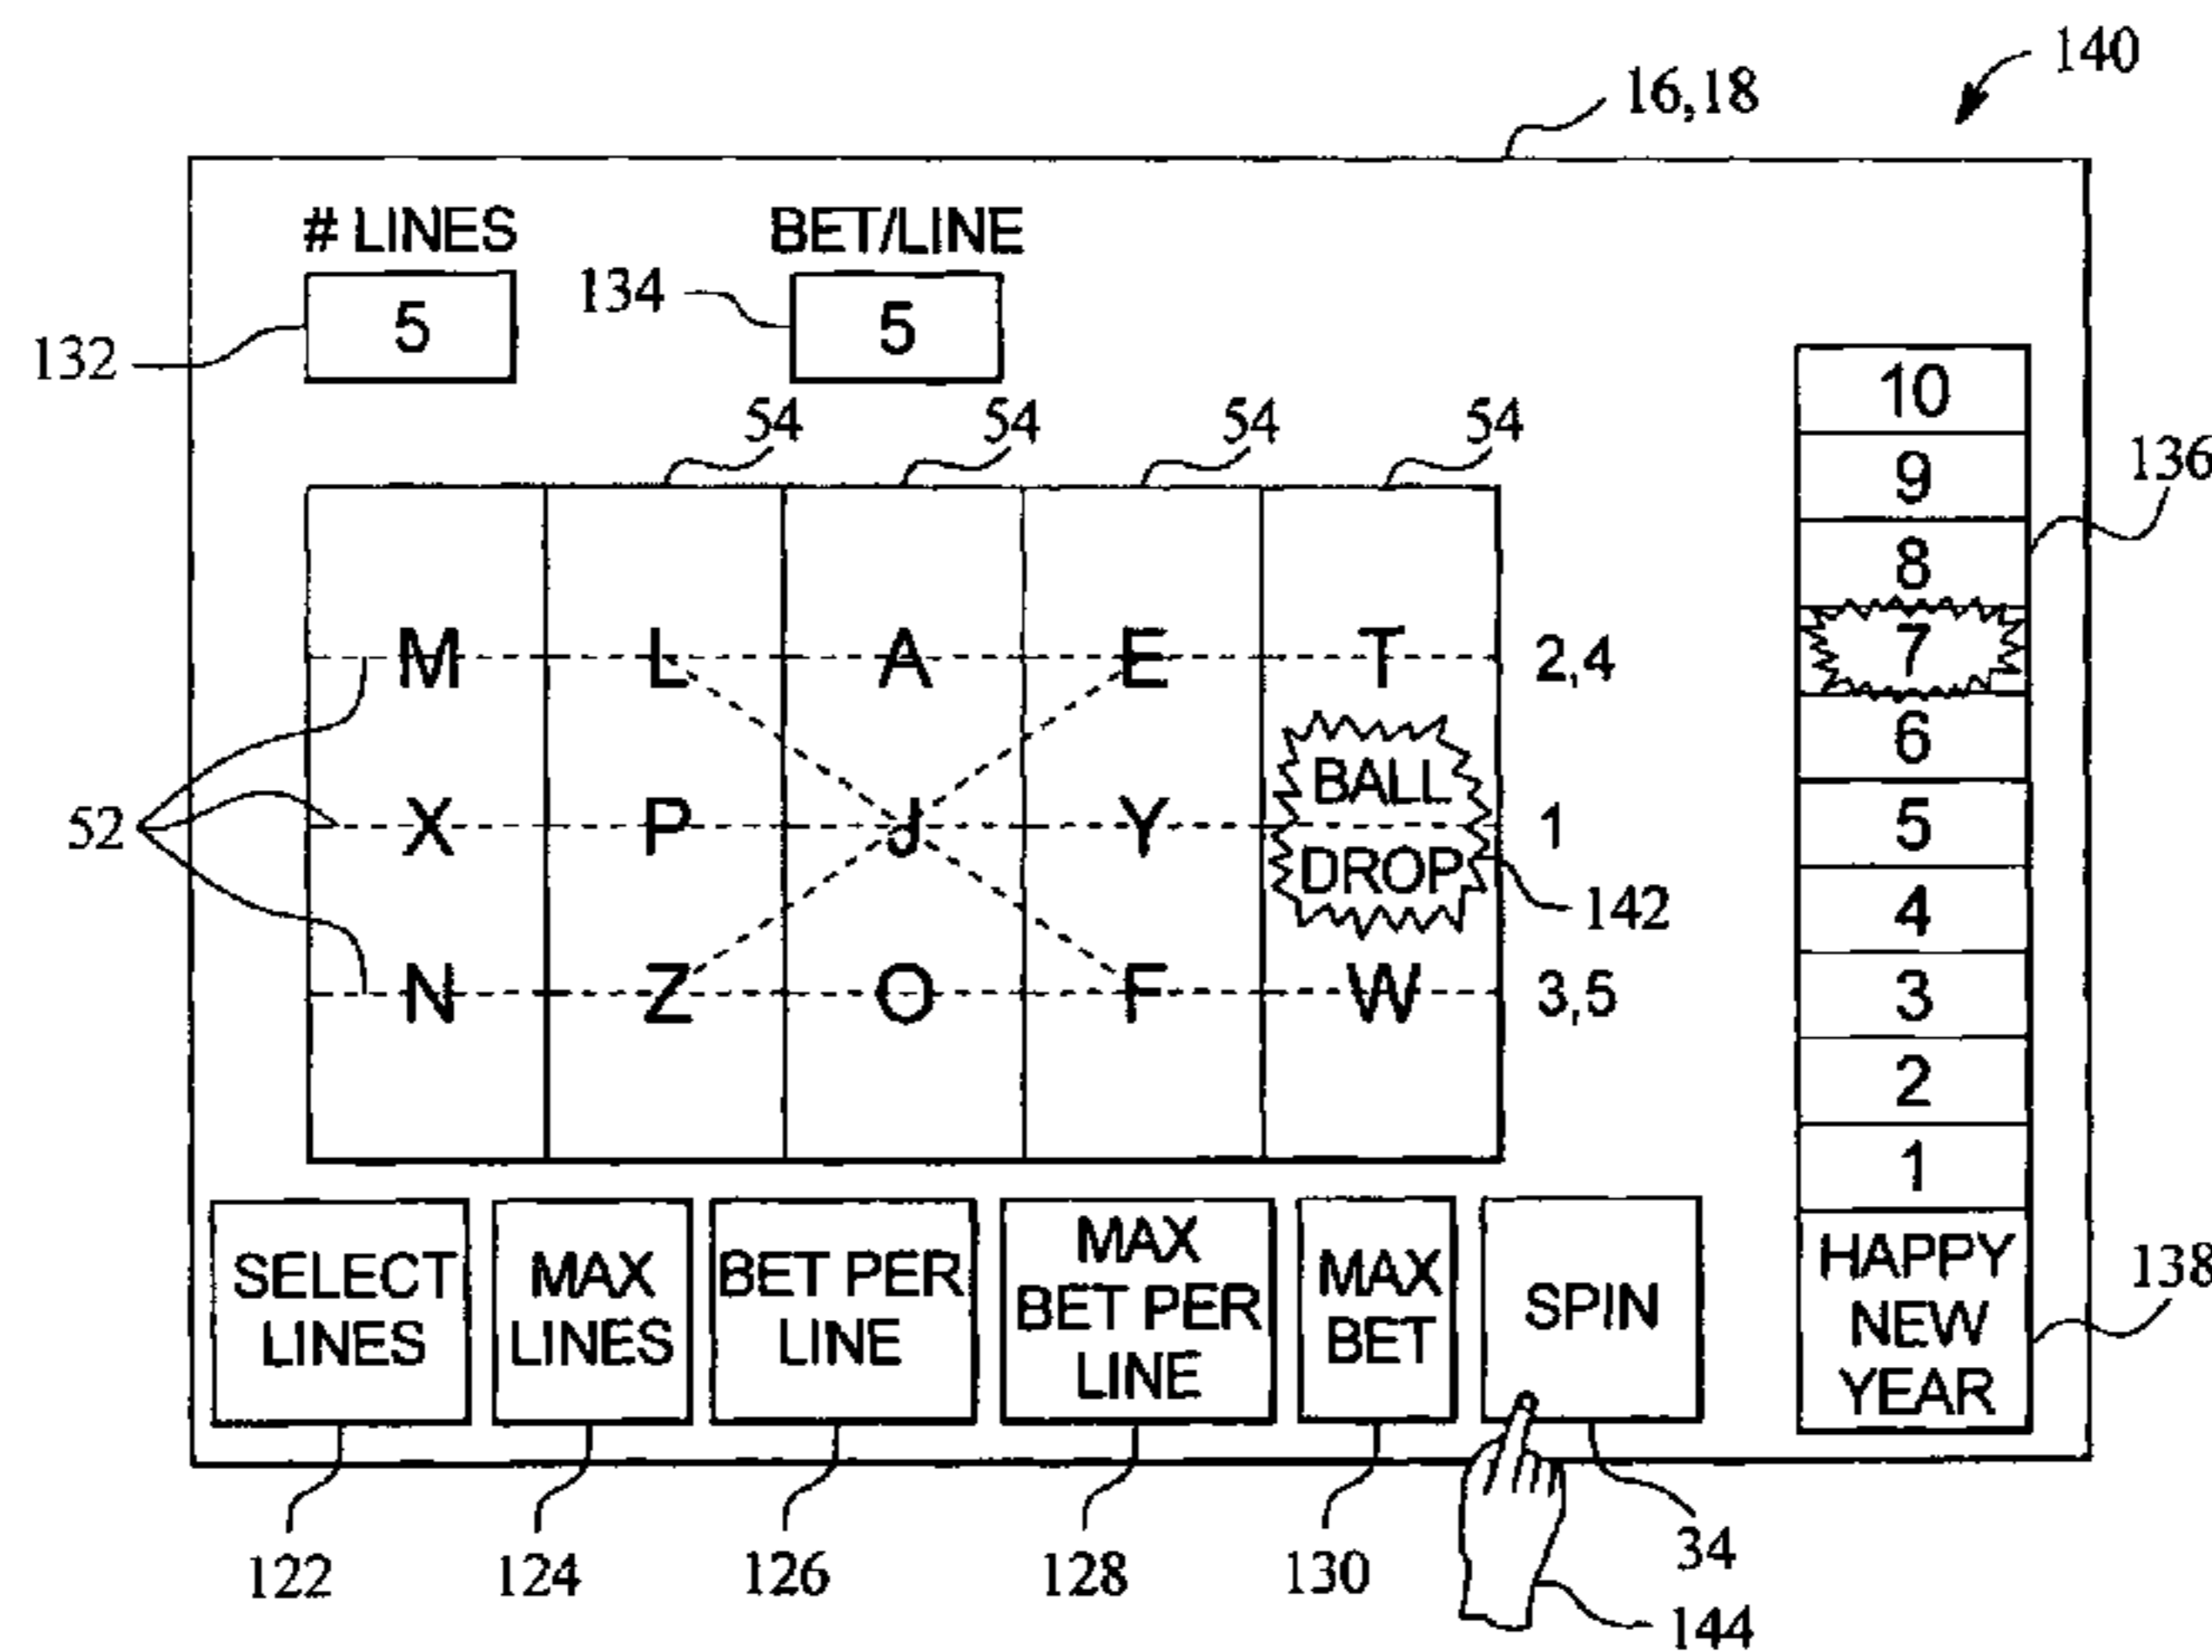 140
16,18
# LINES BET/LINE
132 5 134 5
54 54 54 54
10
9
8
7
6
5
4
3
2
1
HAPPY
NEW
YEAR
136
138
M L A E T 2,4
52 X P J Y BALL DROP 1
142
N Z O F W 3,5
SELECT
LINES
MAX
LINES
BET PER
LINE
MAX
BET PER
LINE
MAX
BET
SPIN
122 124 126 128 130 34
144